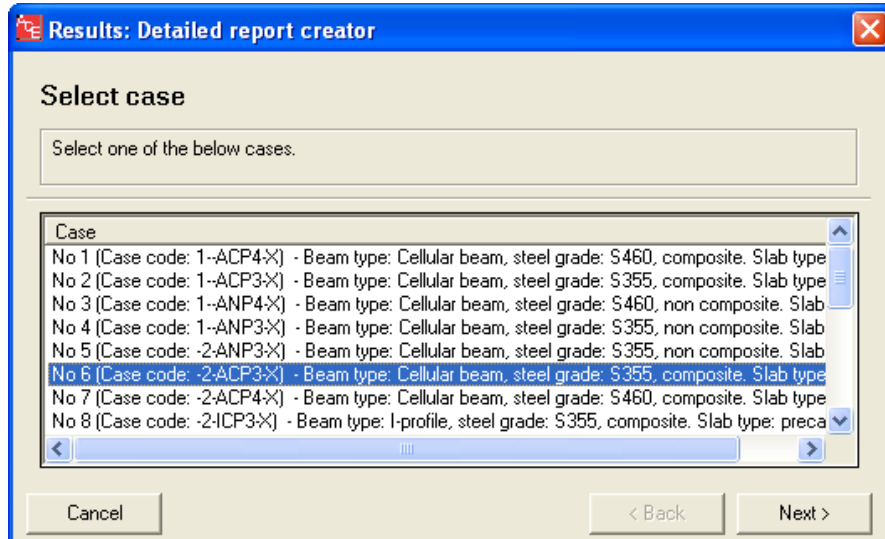 ACE Results: Detailed report creator
Select case
Select one of the below cases.
Case
No 1 (Case code: 1--ACP4-X) - Beam type: Cellular beam, steel grade: S460, composite. Slab type
No 2 (Case code: 1--ACP3-X) - Beam type: Cellular beam, steel grade: S355, composite. Slab type
No 3 (Case code: 1--ANP4-X) - Beam type: Cellular beam, steel grade: S460, non composite. Slab
No 4 (Case code: 1--ANP3-X) - Beam type: Cellular beam, steel grade: S355, non composite. Slab
No 5 (Case code: -2-ANP3-X) - Beam type: Cellular beam, steel grade: S355, non composite. Slab
No 6 (Case code: -2-ACP3-X) - Beam type: Cellular beam, steel grade: S355, composite. Slab type
No 7 (Case code: -2-ACP4-X) - Beam type: Cellular beam, steel grade: S460, composite. Slab type
No 8 (Case code: -2-ICP3-X) - Beam type: I-profile, steel grade: S355, composite. Slab type: preca
Cancel < Back Next >